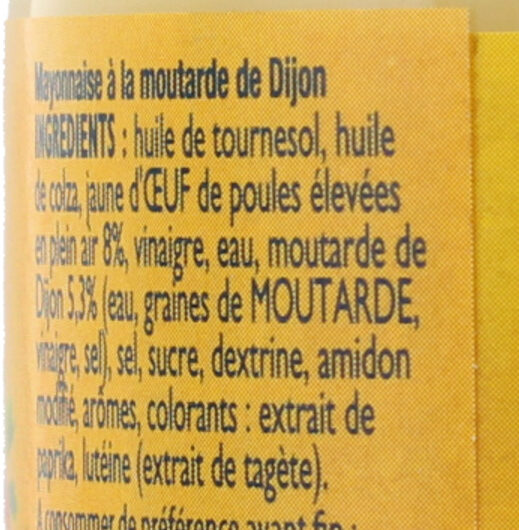 Mayonnaise à la moutarde de Dijon
INGREDIENTS : huile de tournesol, huile
de colza, jaune d'ŒUF de poules élevées
en plein air 8%, vinaigre, eau, moutarde de
Dijon 5,3% (eau, graines de MOUTARDE,
vinaigre, sel), sel, sucre, dextrine, amidon
modifié, arômes, colorants : extrait de
paprika, lutéine (extrait de tagète).
A consommer de préférence avant fin :